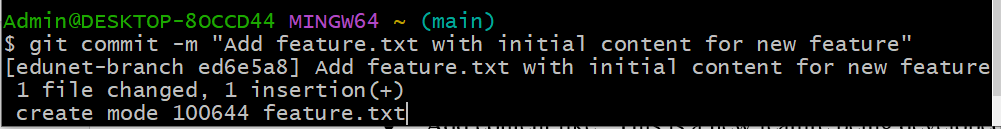 Admin@DESKTOP-8OCCD44 MINGW64 ~ (main)
$ git commit -m "Add feature.txt with initial content for new feature"
[edunet-branch ed6e5a8] Add feature.txt with initial content for new feature
 1 file changed, 1 insertion(+)
 create mode 100644 feature.txt